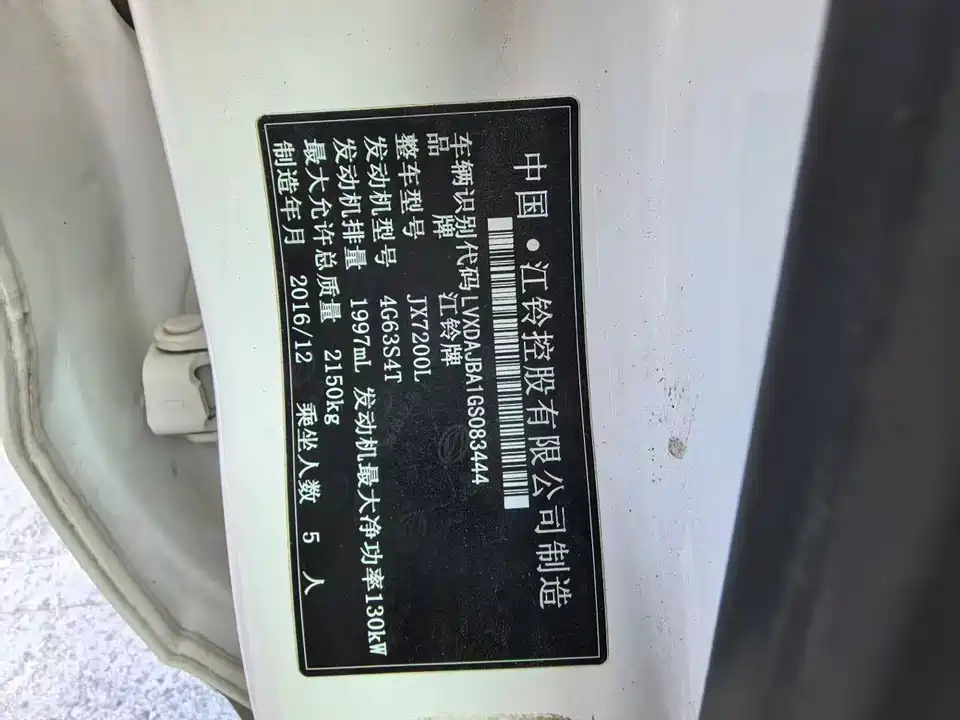 中国·江铃控股有限公司制造
车辆识别代码 LVXDAJBA1GS083444
品 牌 江铃牌
整车型号 JX7200L
发动机型号 4G63S4T
发动机排量 1997mL 发动机最大净功率130kW
最大允许总质量 2150kg
制造年月 2016/12 乘坐人数 5 人